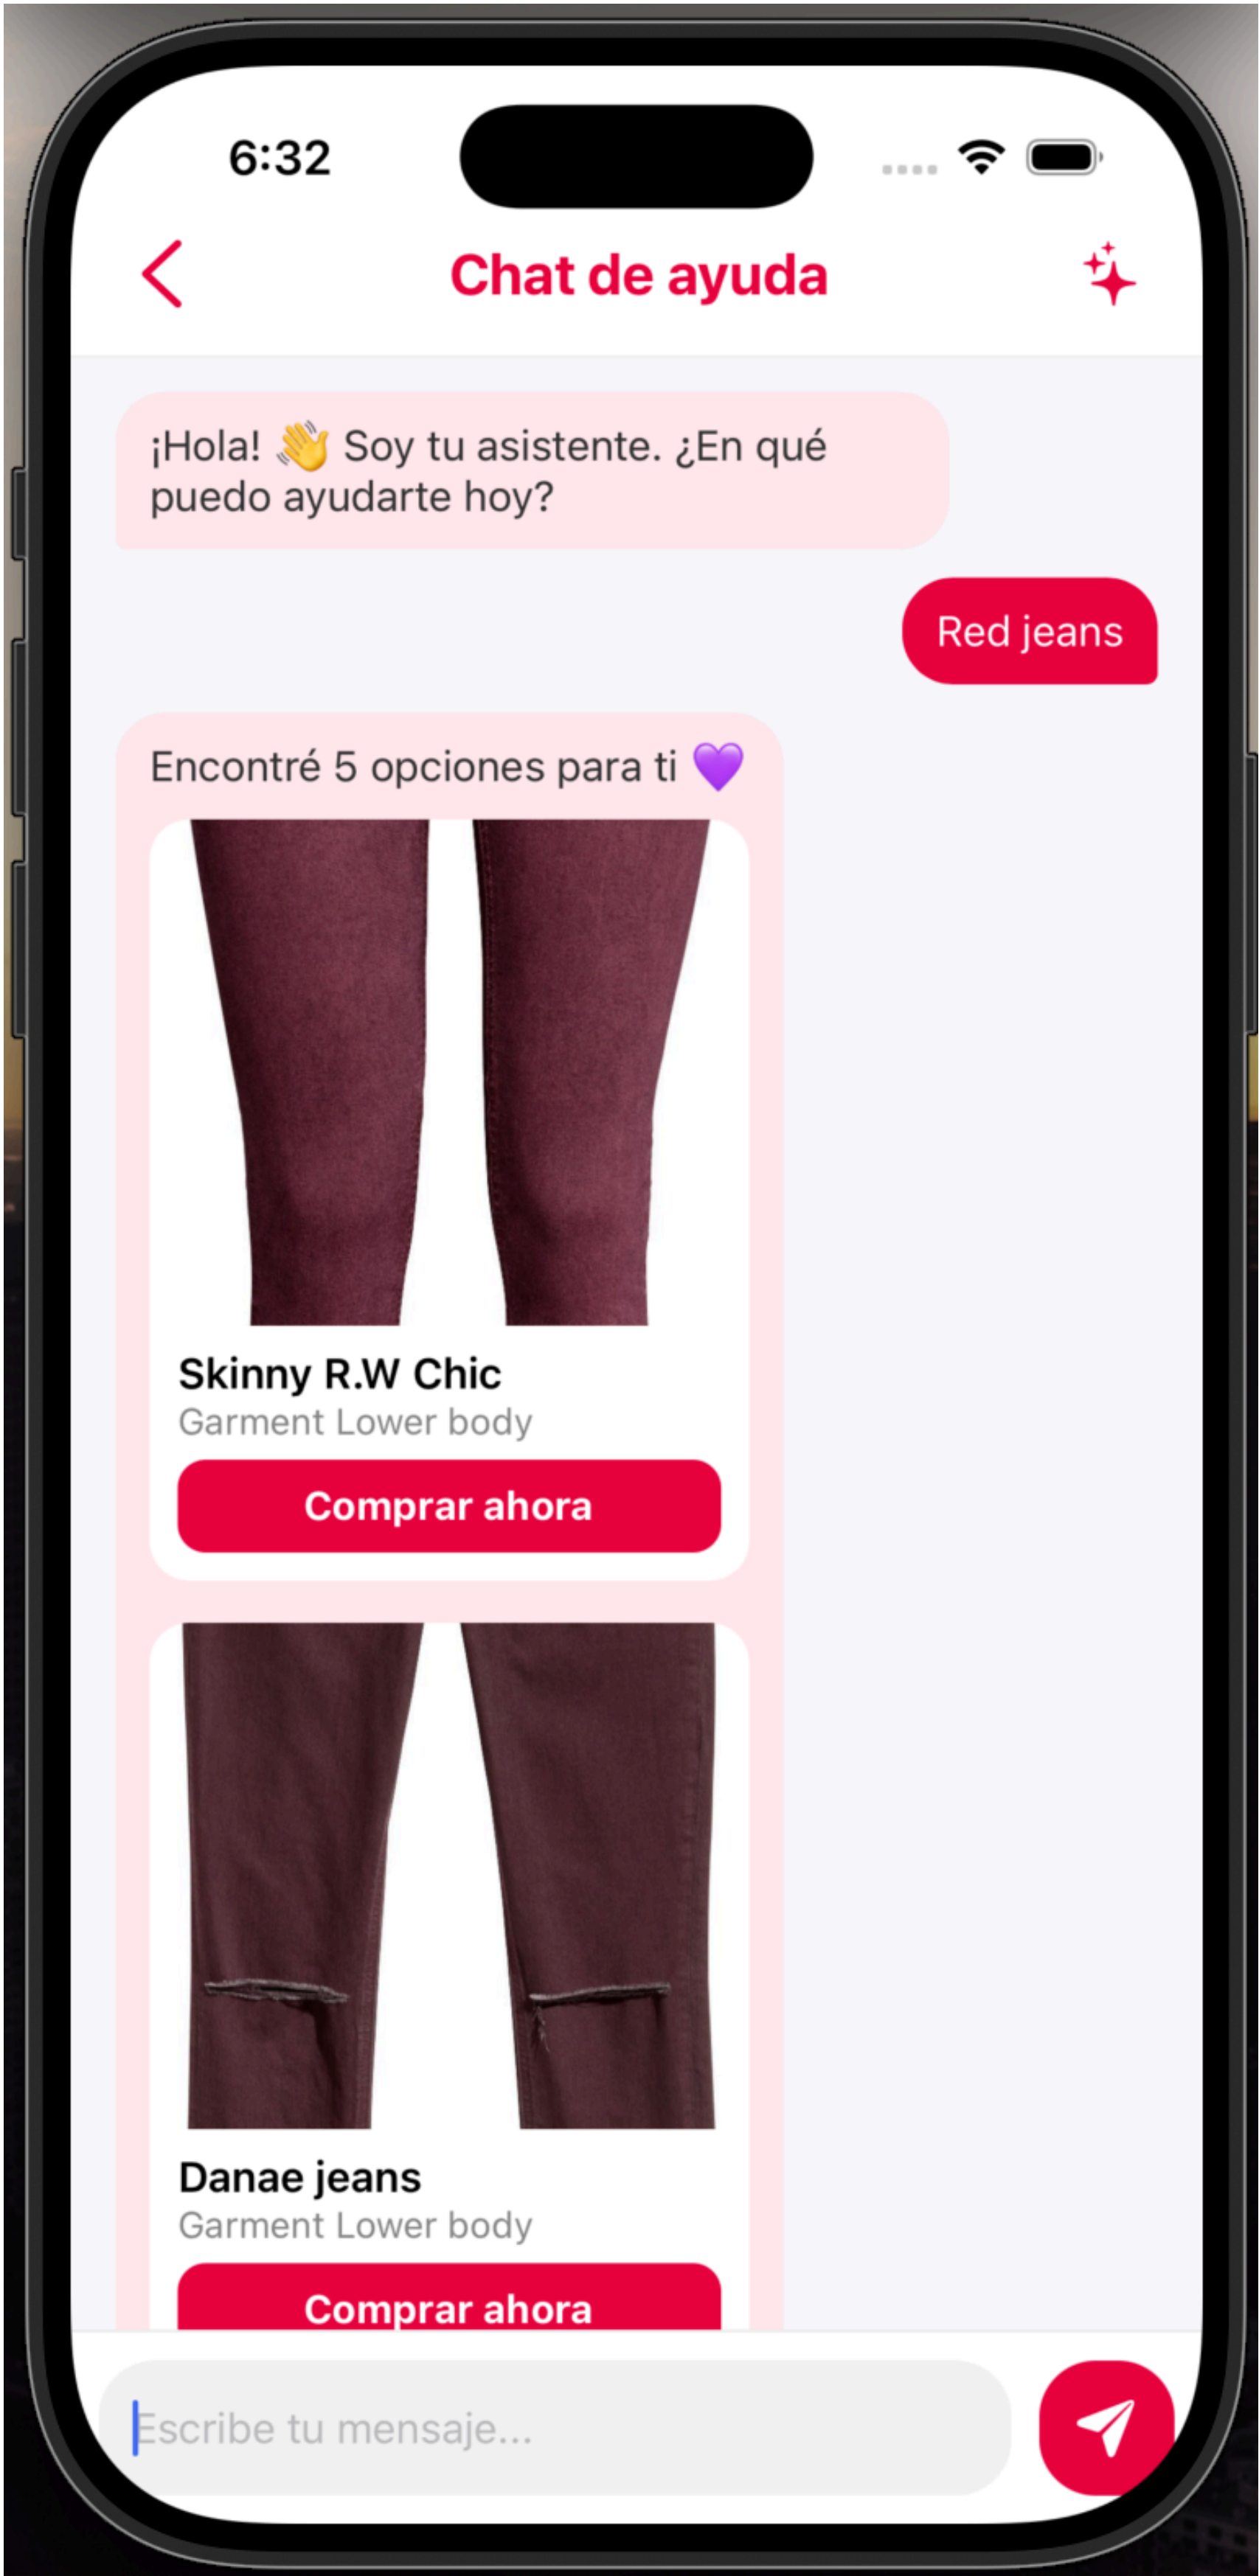 6:32
Chat de ayuda
¡Hola! 👋 Soy tu asistente. ¿En qué
puedo ayudarte hoy?
Red jeans
Encontré 5 opciones para ti 💜
Skinny R.W Chic
Garment Lower body
Comprar ahora
Danae jeans
Garment Lower body
Comprar ahora
Escribe tu mensaje...